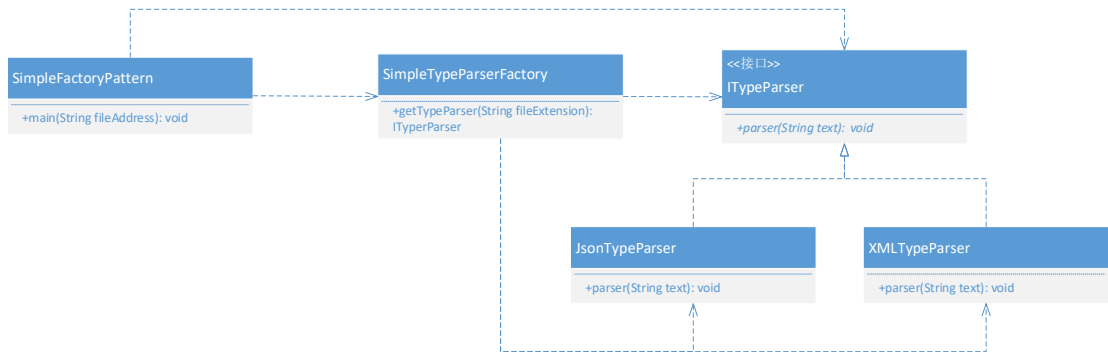 SimpleFactoryPattern
+main(String fileAddress): void
SimpleTypeParserFactory
+getTypeParser(String fileExtension):
ITyperParser
<<接口>>
ITypeParser
+parser(String text): void
JsonTypeParser
+parser(String text): void
XMLTypeParser
+parser(String text): void